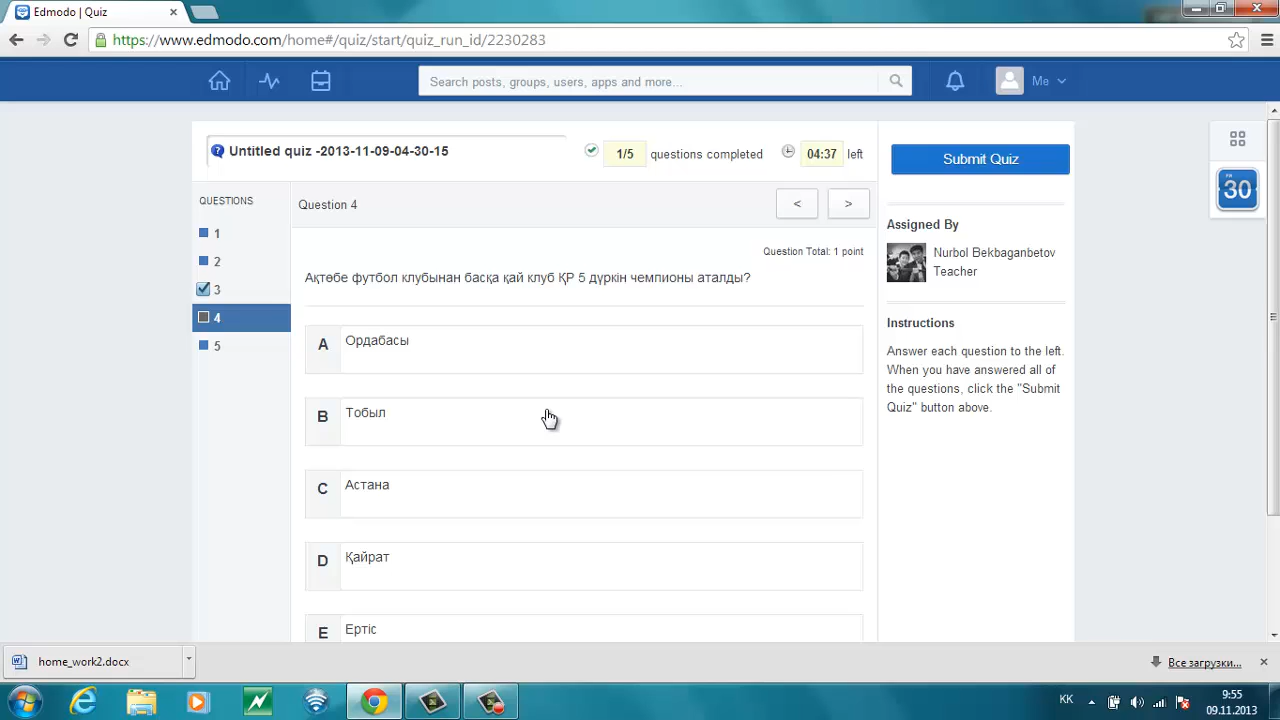 Edmodo | Quiz
https://www.edmodo.com/home#/quiz/start/quiz_run_id/2230283
Search posts, groups, users, apps and more...
Me
Untitled quiz -2013-11-09-04-30-15
1/5 questions completed
04:37 left
Submit Quiz
30
QUESTIONS
1
2
3
4
5
Question 4
<
>
Question Total: 1 point
Ақтөбе футбол клубынан басқа қай клуб ҚР 5 дүркін чемпионы аталды?
A Ордабасы
B Тобыл
C Астана
D Қайрат
E Ертіс
Assigned By
Nurbol Bekbaganbetov
Teacher
Instructions
Answer each question to the left.
When you have answered all of
the questions, click the "Submit
Quiz" button above.
home_work2.docx
Все загрузки...
KK
9:55
09.11.2013